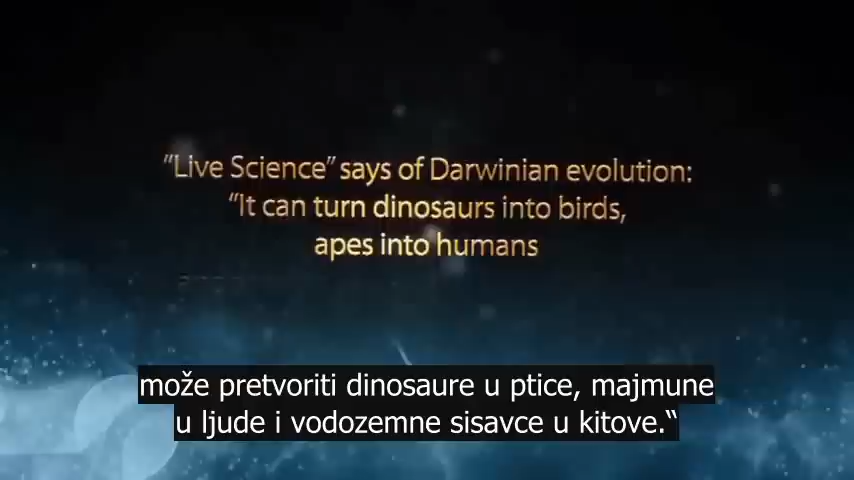 “Live Science” says of Darwinian evolution:
“It can turn dinosaurs into birds,
apes into humans
može pretvoriti dinosaure u ptice, majmune
u ljude i vodozemne sisavce u kitove.“